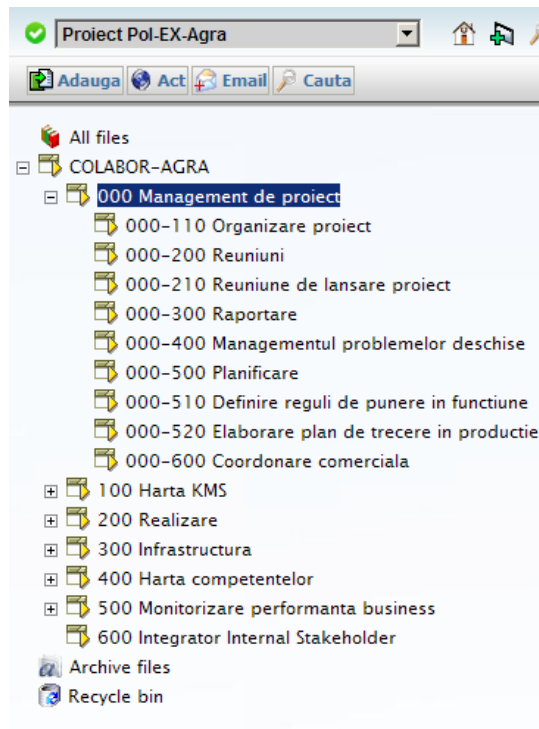 Proiect Pol-EX-Agra
Adauga Act Email Cauta
All files
COLABOR-AGRA
000 Management de proiect
000-110 Organizare proiect
000-200 Reuniuni
000-210 Reuniune de lansare proiect
000-300 Raportare
000-400 Managementul problemelor deschise
000-500 Planificare
000-510 Definire reguli de punere in functiune
000-520 Elaborare plan de trecere in productie
000-600 Coordonare comerciala
100 Harta KMS
200 Realizare
300 Infrastructura
400 Harta competentelor
500 Monitorizare performanta business
600 Integrator Internal Stakeholder
Archive files
Recycle bin